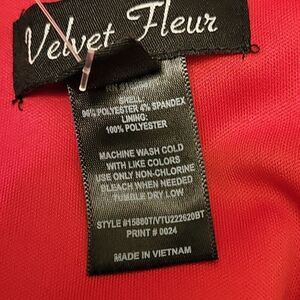 Velvet Fleur
SHELL:
96% POLYESTER 4% SPANDEX
LINING:
100% POLYESTER
MACHINE WASH COLD
WITH LIKE COLORS
USE ONLY NON-CHLORINE
BLEACH WHEN NEEDED
TUMBLE DRY LOW
STYLE #15880T/VTU222620BT
PRINT # 0024
MADE IN VIETNAM